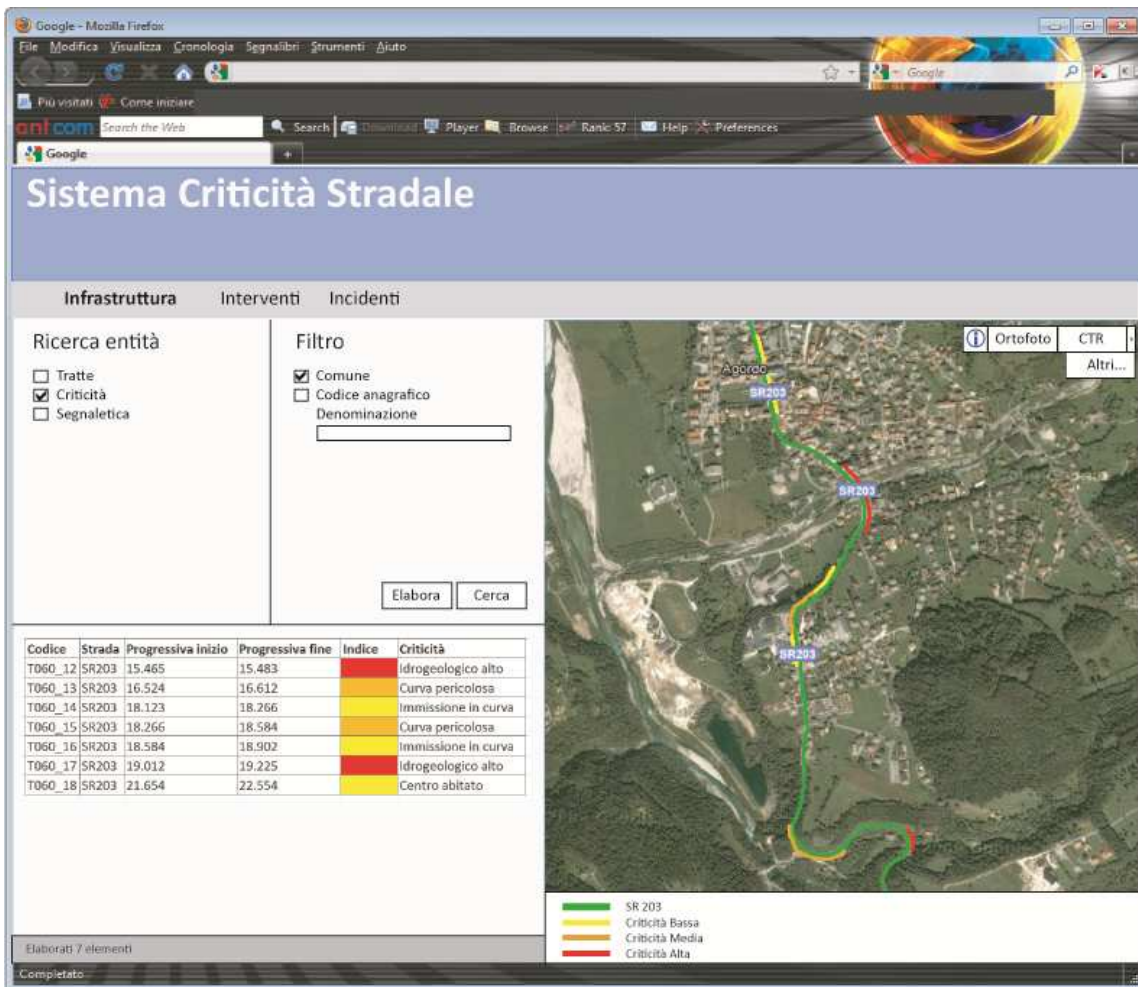 Google - Mozilla Firefox
File Modifica Visualizza Cronologia Segnalibri Strumenti Aiuto
Google
Più visitati Come iniziare
ant.com Search the Web Search Download Player Browse Rank: 57 Help Preferences
Google
Sistema Criticità Stradale
Infrastruttura Interventi Incidenti
Ricerca entità
Tratte
Criticità
Segnaletica
Filtro
Comune
Codice anagrafico
Denominazione
Elabora Cerca
Ortofoto CTR
Altri...
Agordo
SR203
SR203
SR203
Codice Strada Progressiva inizio Progressiva fine Indice Criticità
T060_12 SR203 15.465 15.483 Idrogeologico alto
T060_13 SR203 16.524 16.612 Curva pericolosa
T060_14 SR203 18.123 18.266 Immissione in curva
T060_15 SR203 18.266 18.584 Curva pericolosa
T060_16 SR203 18.584 18.902 Immissione in curva
T060_17 SR203 19.012 19.225 Idrogeologico alto
T060_18 SR203 21.654 22.554 Centro abitato
SR 203
Criticità Bassa
Criticità Media
Criticità Alta
Elaborati 7 elementi
Completato